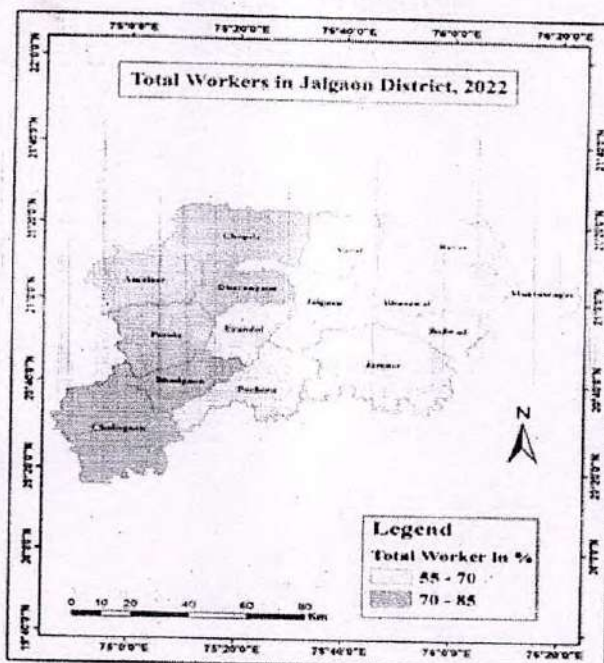 75°0'0"E 75°20'0"E 75°40'0"E 76°0'0"E 76°20'0"E
Total Workers in Jalgaon District, 2022
Chopda
Yaval
Raver
Amalner
Dharangaon
Jalgaon
Bhusawal
Muktainagar
Parola
Erandol
Bodwad
Jamner
Bhadgaon
Pachora
Chalisgaon
N
Legend
Total Worker In %
55 - 70
70 - 85
0 10 20 40 60 80
Km
75°0'0"E 75°20'0"E 75°40'0"E 76°0'0"E 76°20'0"E